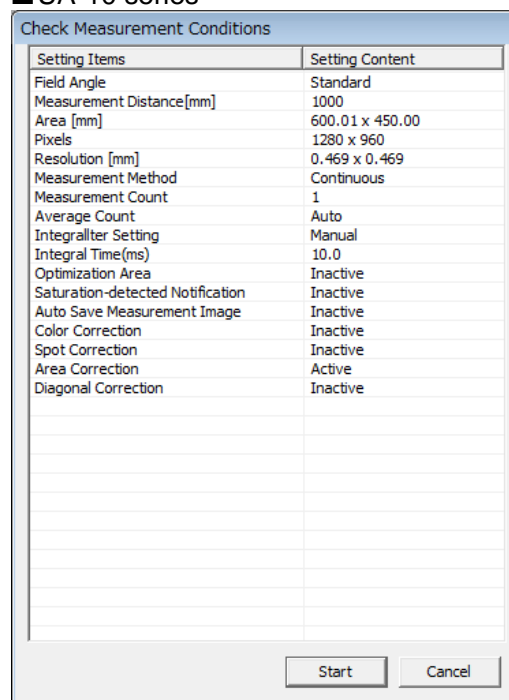 Check Measurement Conditions
Setting Items Setting Content
Field Angle Standard
Measurement Distance[mm] 1000
Area [mm] 600.01 x 450.00
Pixels 1280 x 960
Resolution [mm] 0.469 x 0.469
Measurement Method Continuous
Measurement Count 1
Average Count Auto
Integrallter Setting Manual
Integral Time(ms) 10.0
Optimization Area Inactive
Saturation-detected Notification Inactive
Auto Save Measurement Image Inactive
Color Correction Inactive
Spot Correction Inactive
Area Correction Active
Diagonal Correction Inactive
Start Cancel